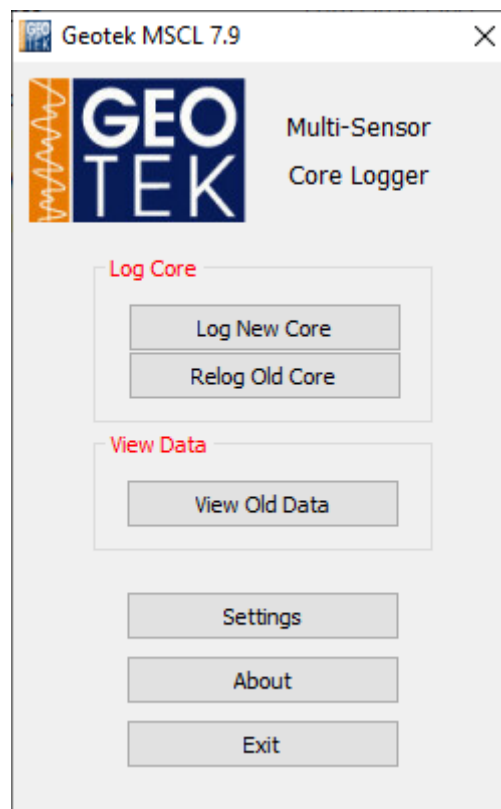 Geotek MSCL 7.9
GEO
TEK
Multi-Sensor
Core Logger
Log Core
Log New Core
Relog Old Core
View Data
View Old Data
Settings
About
Exit